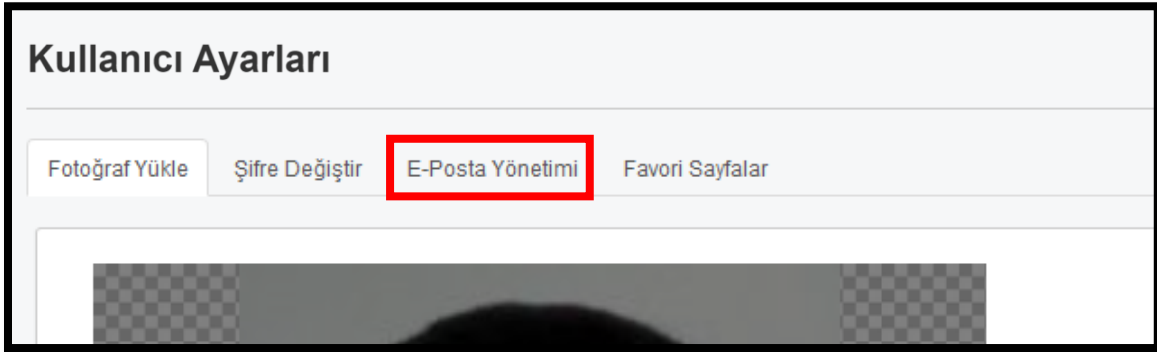 Kullanıcı Ayarları
Fotoğraf Yükle Şifre Değiştir E-Posta Yönetimi Favori Sayfalar